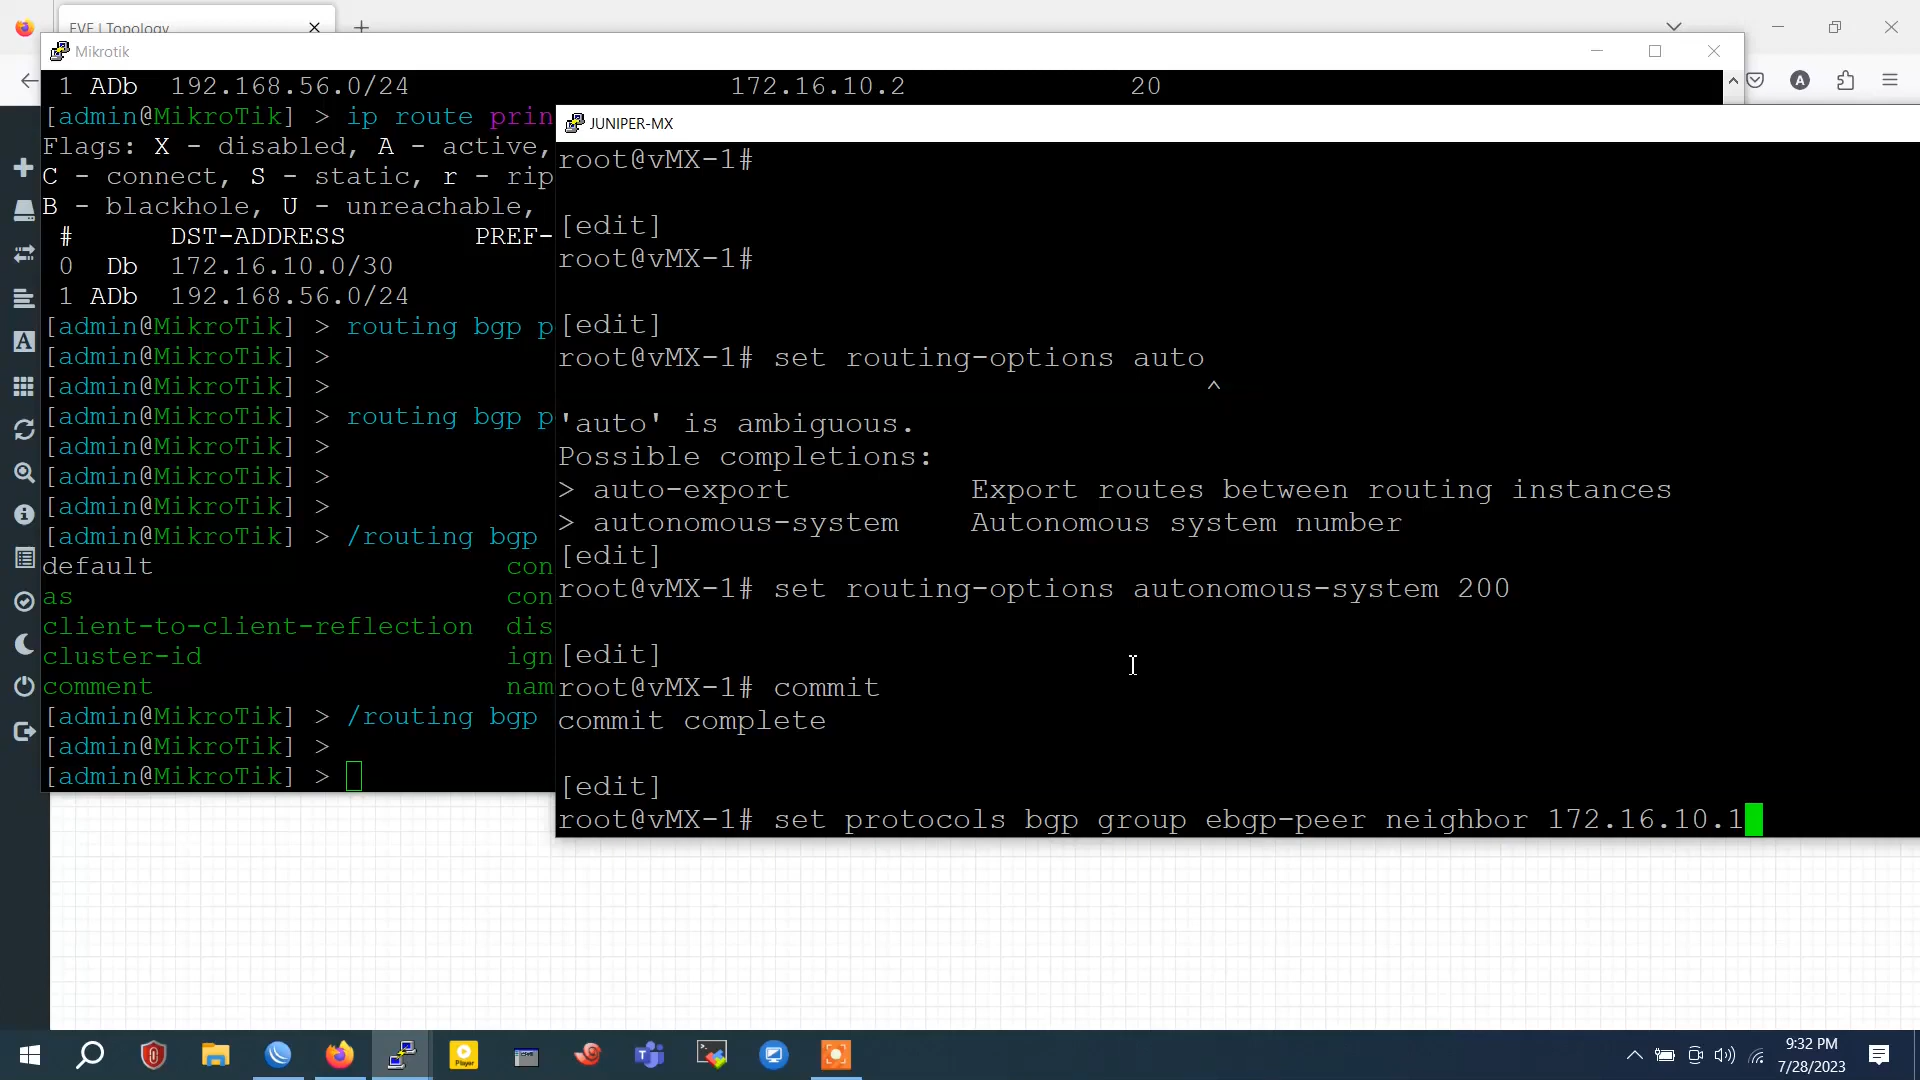 EVE | Topology
Mikrotik
1 ADb 192.168.56.0/24 172.16.10.2 20
[admin@MikroTik] > ip route prin
Flags: X - disabled, A - active,
C - connect, S - static, r - rip
B - blackhole, U - unreachable,
# DST-ADDRESS PREF-
0 Db 172.16.10.0/30
1 ADb 192.168.56.0/24
[admin@MikroTik] > routing bgp p
[admin@MikroTik] >
[admin@MikroTik] >
[admin@MikroTik] > routing bgp p
[admin@MikroTik] >
[admin@MikroTik] >
[admin@MikroTik] >
[admin@MikroTik] > /routing bgp
default con
as con
client-to-client-reflection dis
cluster-id ign
comment nam
[admin@MikroTik] > /routing bgp
[admin@MikroTik] >
[admin@MikroTik] >
JUNIPER-MX
root@vMX-1#
[edit]
root@vMX-1#
[edit]
root@vMX-1# set routing-options auto
^
'auto' is ambiguous.
Possible completions:
> auto-export Export routes between routing instances
> autonomous-system Autonomous system number
[edit]
root@vMX-1# set routing-options autonomous-system 200
[edit]
root@vMX-1# commit
commit complete
[edit]
root@vMX-1# set protocols bgp group ebgp-peer neighbor 172.16.10.1
A
A
Player
9:32 PM
7/28/2023